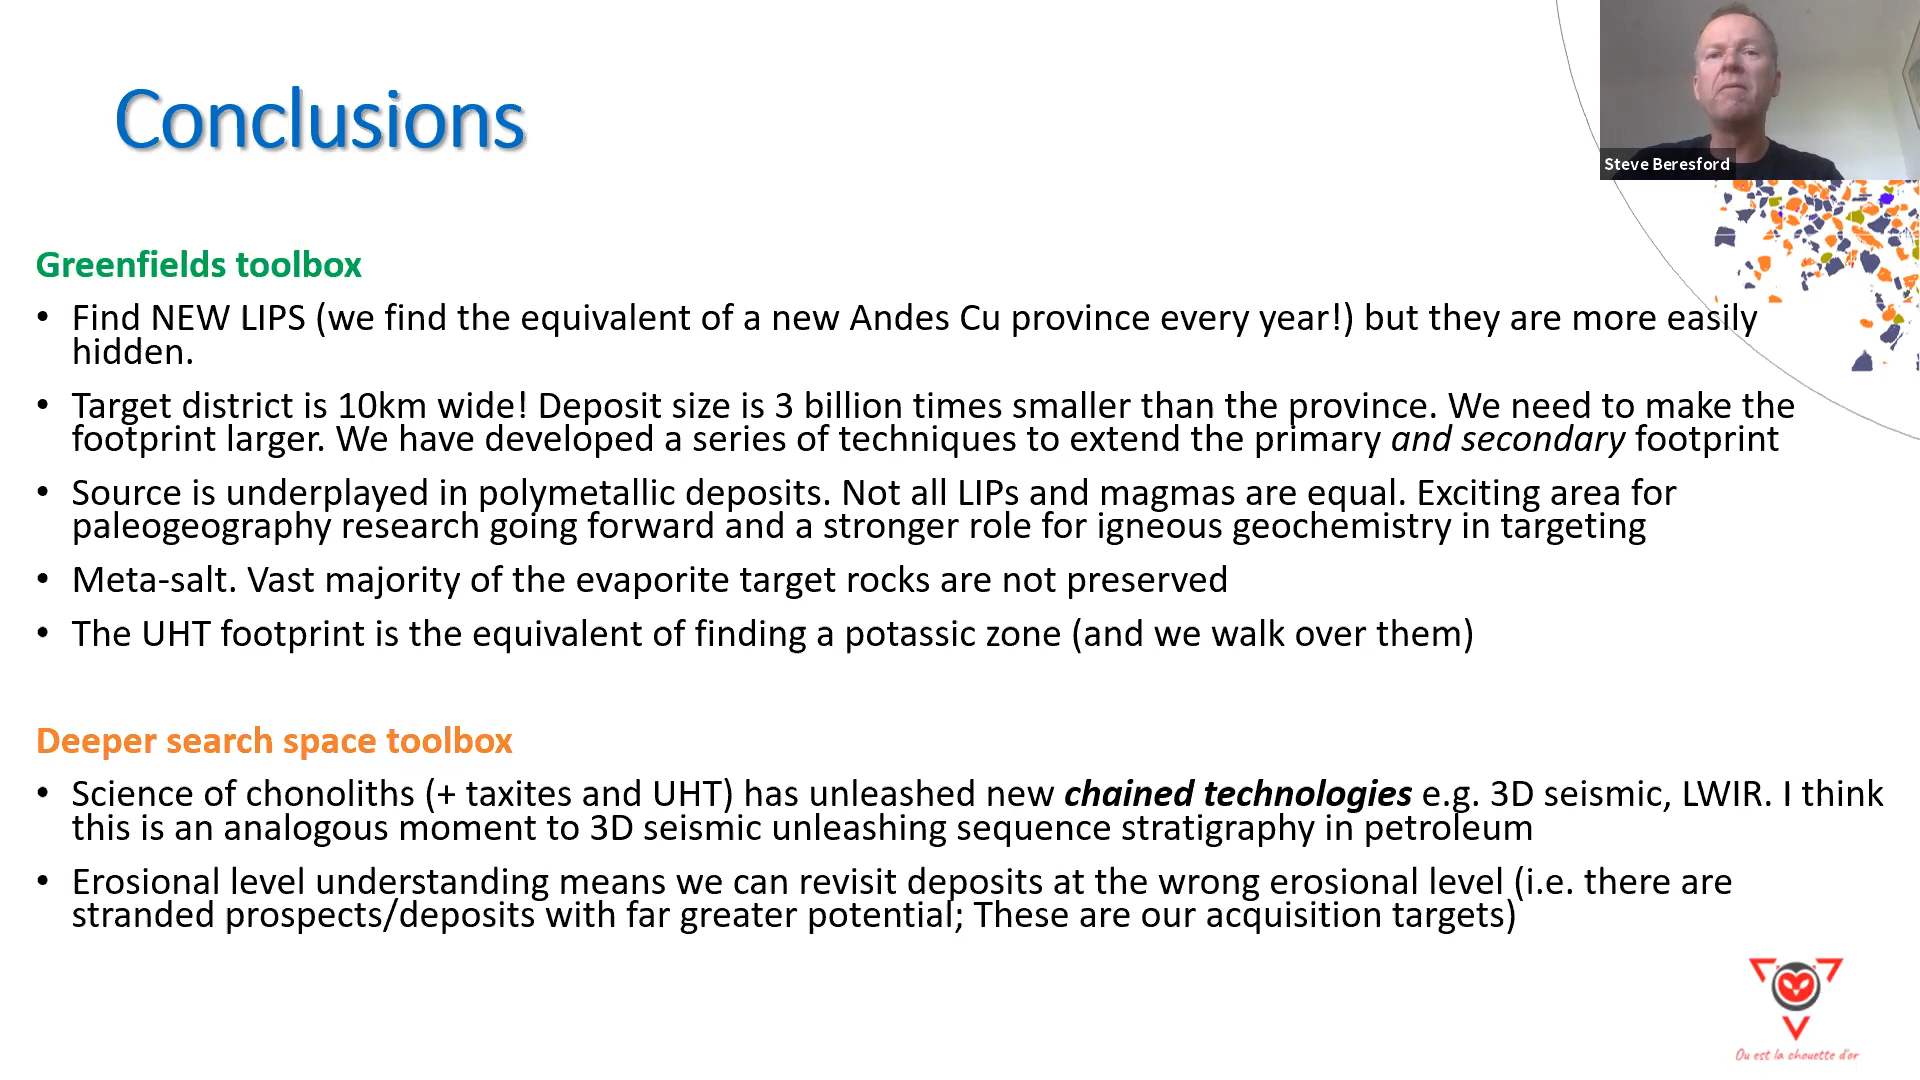 Conclusions
Steve Beresford
Greenfields toolbox
• Find NEW LIPS (we find the equivalent of a new Andes Cu province every year!) but they are more easily
hidden.
• Target district is 10km wide! Deposit size is 3 billion times smaller than the province. We need to make the
footprint larger. We have developed a series of techniques to extend the primary and secondary footprint
• Source is underplayed in polymetallic deposits. Not all LIPs and magmas are equal. Exciting area for
paleogeography research going forward and a stronger role for igneous geochemistry in targeting
• Meta-salt. Vast majority of the evaporite target rocks are not preserved
• The UHT footprint is the equivalent of finding a potassic zone (and we walk over them)
Deeper search space toolbox
• Science of chonoliths (+ taxites and UHT) has unleashed new chained technologies e.g. 3D seismic, LWIR. I think
this is an analogous moment to 3D seismic unleashing sequence stratigraphy in petroleum
• Erosional level understanding means we can revisit deposits at the wrong erosional level (i.e. there are
stranded prospects/deposits with far greater potential; These are our acquisition targets)
Ou est la chouette d'or